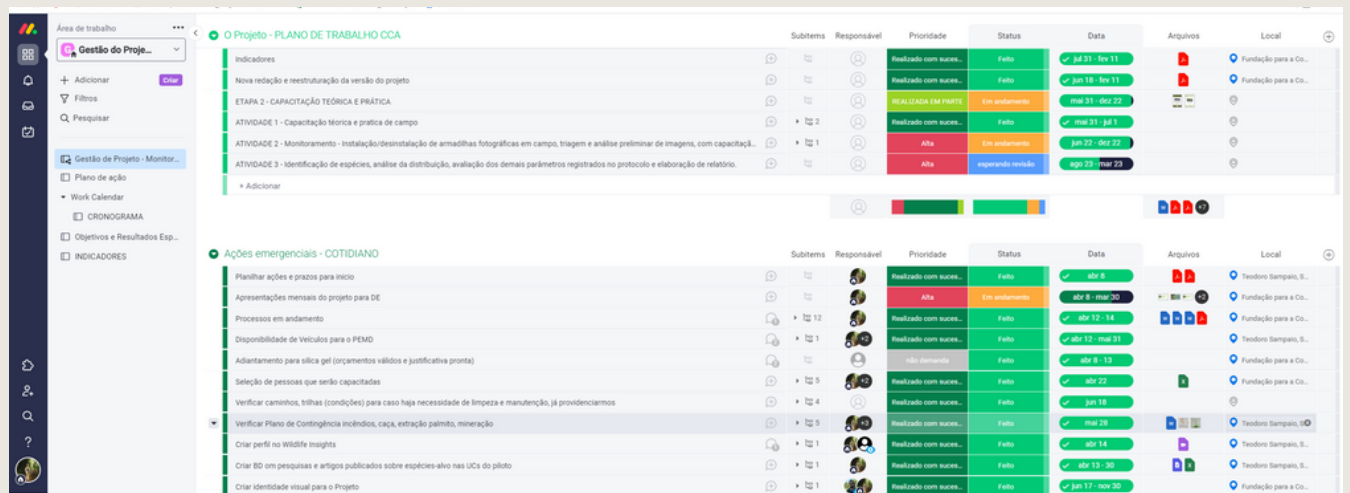 Área de trabalho
Gestão do Proje...
+ Adicionar Criar
Filtros
Pesquisar
Gestão de Projeto - Monitor...
Plano de ação
Work Calendar
CRONOGRAMA
Objetivos e Resultados Esp...
INDICADORES
O Projeto - PLANO DE TRABALHO CCA Subitems Responsável Prioridade Status Data Arquivos Local
Indicadores Realizado com suces... Feito jul 31 - fev 11 Fundação para a Co...
Nova redação e reestruturação da versão do projeto Realizado com suces... Feito jun 18 - fev 11 Fundação para a Co...
ETAPA 2 - CAPACITAÇÃO TEÓRICA E PRÁTICA REALIZADA EM PARTE Em andamento mai 31 - dez 22
ATIVIDADE 1 - Capacitação téorica e pratica de campo 2 Realizado com suces... Feito mai 31 - jul 1
ATIVIDADE 2 - Monitoramento - Instalação/desinstalação de armadilhas fotográficas em campo, triagem e análise preliminar de imagens, com capacitaçã... 1 Alta Em andamento jun 22 - dez 22
ATIVIDADE 3 - Identificação de espécies, análise da distribuição, avaliação dos demais parâmetros registrados no protocolo e elaboração de relatório. Alta esperando revisão ago 23 - mar 23
+ Adicionar
+7
Ações emergenciais - COTIDIANO Subitems Responsável Prioridade Status Data Arquivos Local
Planilhar ações e prazos para inicio Realizado com suces... Feito abr 8 Teodoro Sampaio, S...
Apresentações mensais do projeto para DE Alta Em andamento abr 8 - mar 30 +2 Fundação para a Co...
Processos em andamento 12 Realizado com suces... Feito abr 12 - 14 Fundação para a Co...
Disponibilidade de Veículos para o PEMD 1 +2 Realizado com suces... Feito abr 12 - mai 31 Teodoro Sampaio, S...
Adiantamento para silica gel (orçamentos válidos e justificativa pronta) não demanda Feito abr 8 - 13 Fundação para a Co...
Seleção de pessoas que serão capacitadas 5 +2 Realizado com suces... Feito abr 22 Fundação para a Co...
Verificar caminhos, trilhas (condições) para caso haja necessidade de limpeza e manutenção, já providenciarmos 4 Realizado com suces... Feito jun 18
Verificar Plano de Contingência incêndios, caça, extração palmito, mineração 5 +3 Realizado com suces... Feito mai 28 Teodoro Sampaio, S
Criar perfil no Wildlife Insights 1 Realizado com suces... Feito abr 14 Teodoro Sampaio, S...
Criar BD om pesquisas e artigos publicados sobre espécies-alvo nas UCs do piloto 1 Realizado com suces... Feito abr 13 - 30 Teodoro Sampaio, S...
Criar identidade visual para o Projeto 1 Realizado com suces... Feito jun 17 - nov 30 Fundação para a Co...